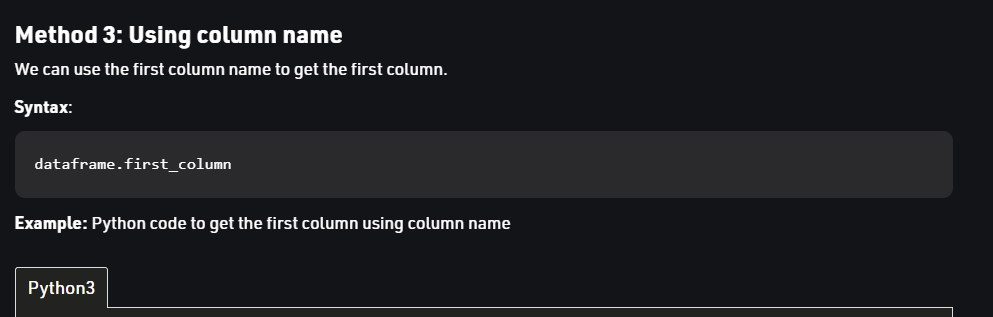 Method 3: Using column name
We can use the first column name to get the first column.
Syntax:
dataframe.first_column
Example: Python code to get the first column using column name
Python3